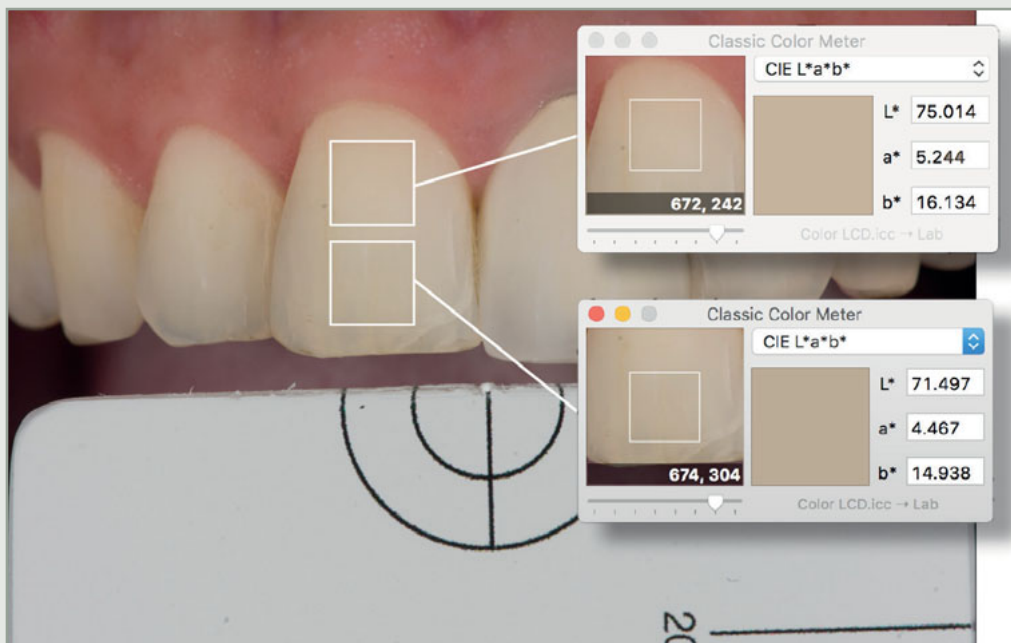 Classic Color Meter
CIE L*a*b*
L* 75.014
a* 5.244
b* 16.134
672, 242
Color LCD.icc → Lab
Classic Color Meter
CIE L*a*b*
L* 71.497
a* 4.467
b* 14.938
674, 304
Color LCD.icc → Lab
20